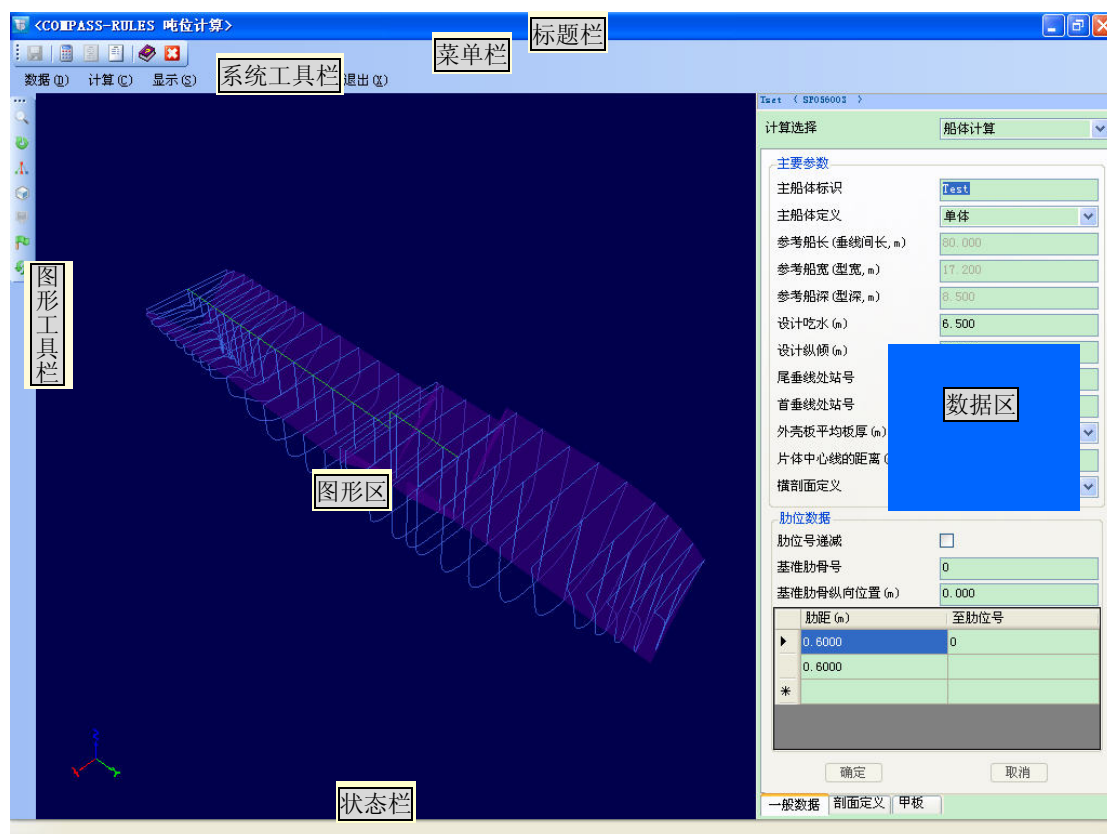 <COMPASS-RULES 吨位计算>
标题栏
菜单栏
数据(D) 计算(C) 显示(S) 系统工具栏 退出(X)
Test ( SP056003 )
计算选择 船体计算
主要参数
主船体标识 Test
主船体定义 单体
参考船长(垂线间长,m) 80.000
参考船宽(型宽,m) 17.200
参考船深(型深,m) 8.500
设计吃水(m) 6.500
设计纵倾(m)
尾垂线处站号
首垂线处站号
数据区
外壳板平均板厚(m)
片体中心线的距离(
横剖面定义
图形工具栏
图形区
肋位数据
肋位号递减
基准肋骨号 0
基准肋骨纵向位置(m) 0.000
肋距(m) 至肋位号
0.6000 0
0.6000
确定 取消
状态栏
一般数据 剖面定义 甲板